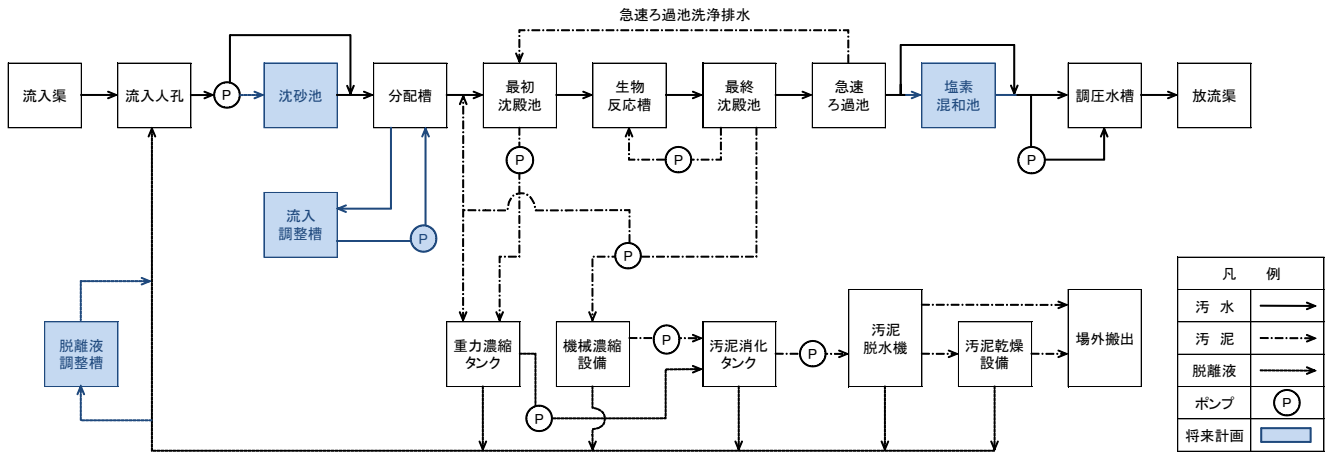 急速ろ過池洗浄排水
流入渠
流入人孔
P
沈砂池
分配槽
最初
沈殿池
生物
反応槽
最終
沈殿池
急速
ろ過池
塩素
混和池
調圧水槽
放流渠
P
P
P
流入
調整槽
P
P
脱離液
調整槽
重力濃縮
タンク
機械濃縮
設備
P
汚泥消化
タンク
P
汚泥
脱水機
汚泥乾燥
設備
場外搬出
P
凡 例
汚 水
汚 泥
脱離液
ポンプ P
将来計画